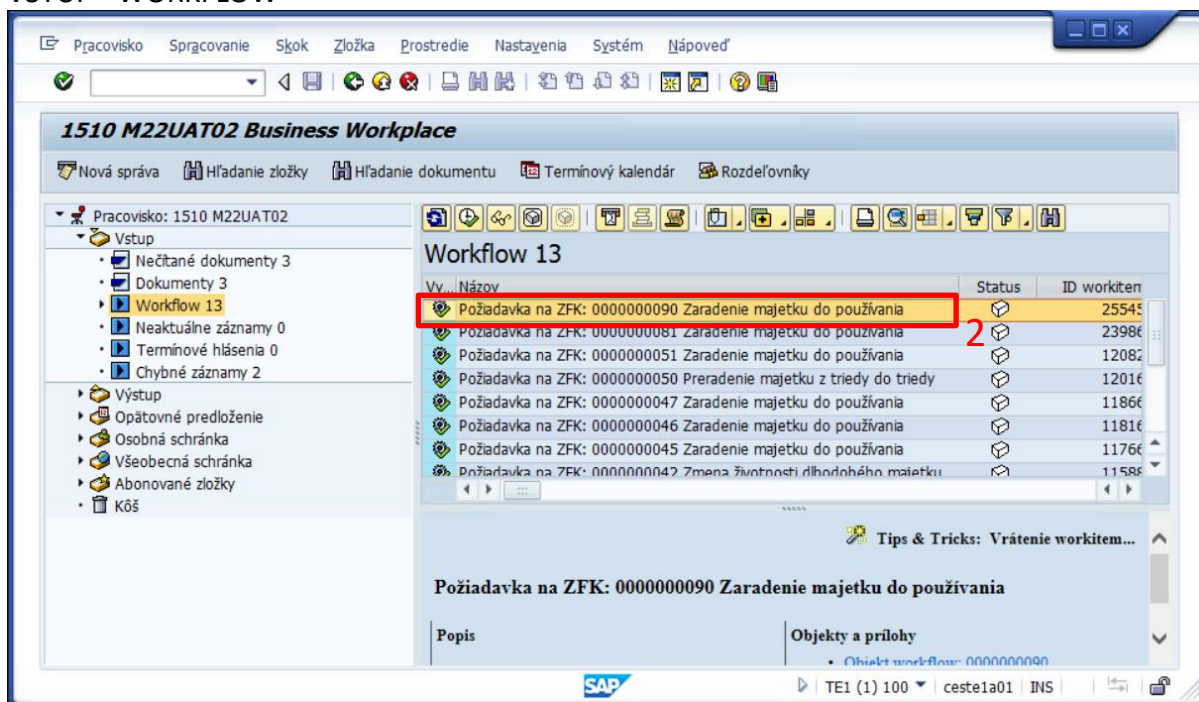 VSTUP – WORKFLOW
Pracovisko Spracovanie Skok Zložka Prostredie Nastavenia Systém Nápoveď
1510 M22UAT02 Business Workplace
Nová správa Hľadanie zložky Hľadanie dokumentu Termínový kalendár Rozdeľovníky
Pracovisko: 1510 M22UAT02
Vstup
Nečítané dokumenty 3
Dokumenty 3
Workflow 13
Neaktuálne záznamy 0
Termínové hlásenia 0
Chybné záznamy 2
Výstup
Opätovné predloženie
Osobná schránka
Všeobecná schránka
Abonované zložky
Kôš
Workflow 13
Vy... Názov Status ID workitem
Požiadavka na ZFK: 0000000090 Zaradenie majetku do používania 25545
2
Požiadavka na ZFK: 0000000081 Zaradenie majetku do používania 23986
Požiadavka na ZFK: 0000000051 Zaradenie majetku do používania 12082
Požiadavka na ZFK: 0000000050 Preradenie majetku z triedy do triedy 12016
Požiadavka na ZFK: 0000000047 Zaradenie majetku do používania 11866
Požiadavka na ZFK: 0000000046 Zaradenie majetku do používania 11816
Požiadavka na ZFK: 0000000045 Zaradenie majetku do používania 11766
Požiadavka na ZFK: 0000000042 Zmena životnosti dlhodobého majetku 11588
Tips & Tricks: Vrátenie workitem...
Požiadavka na ZFK: 0000000090 Zaradenie majetku do používania
Popis Objekty a prílohy
Objekt workflow: 0000000090
SAP TE1 (1) 100 ceste1a01 INS